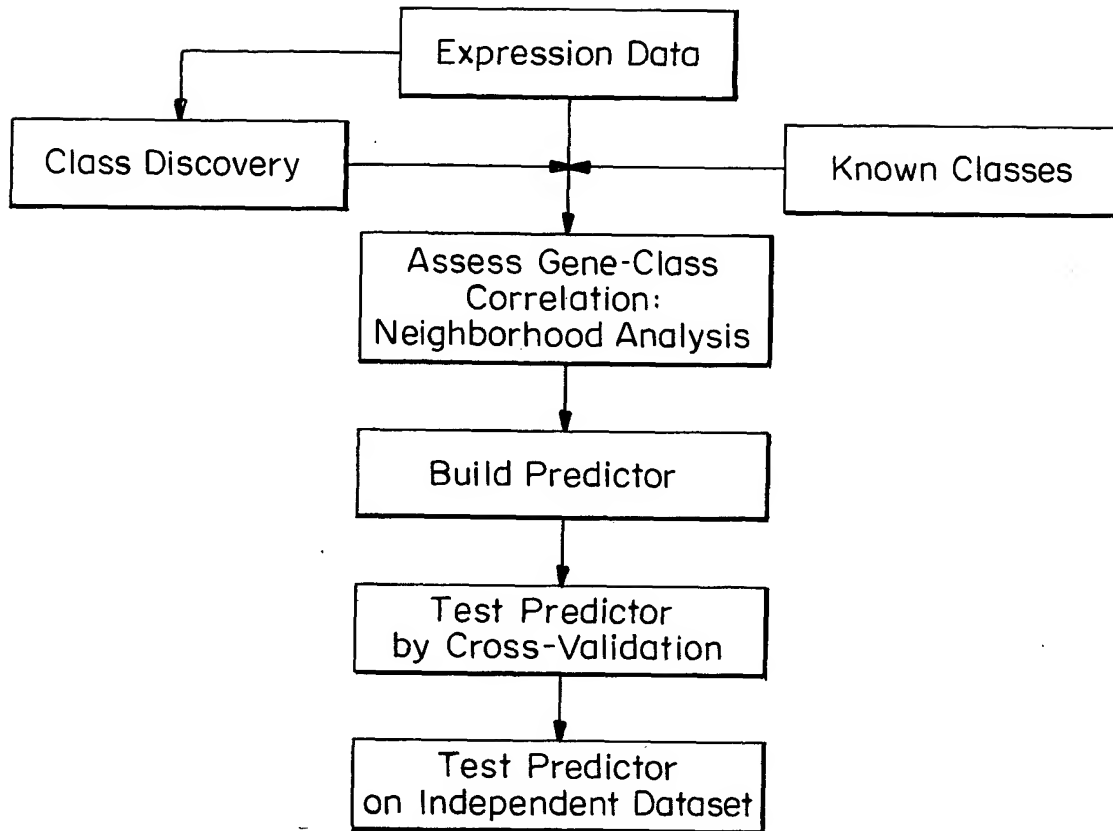 Expression Data
Class Discovery
Known Classes
Assess Gene-Class
Correlation:
Neighborhood Analysis
Build Predictor
Test Predictor
by Cross-Validation
Test Predictor
on Independent Dataset